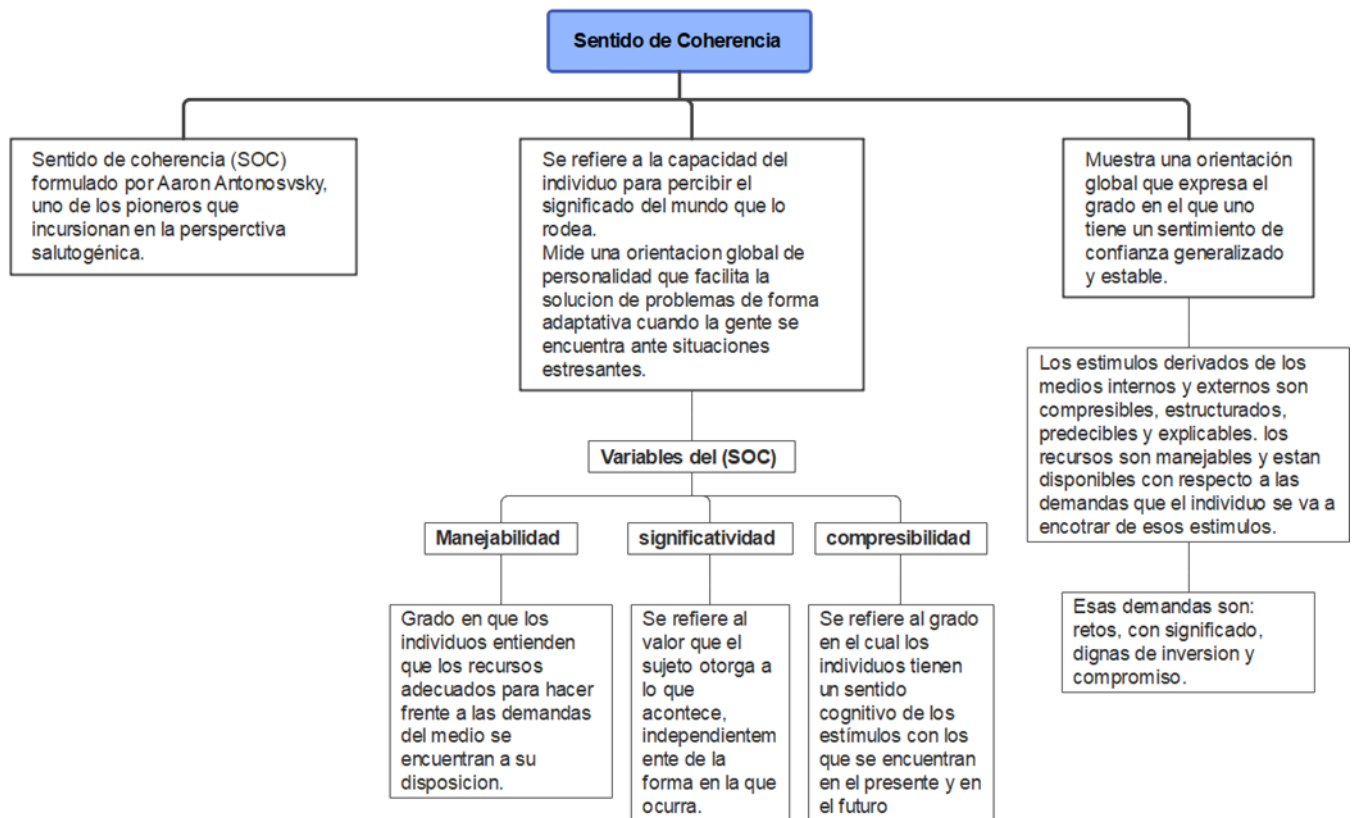 Sentido de Coherencia
Sentido de coherencia (SOC)
formulado por Aaron Antonosvsky,
uno de los pioneros que
incursionan en la persperctiva
salutogénica.
Se refiere a la capacidad del
individuo para percibir el
significado del mundo que lo
rodea.
Mide una orientacion global de
personalidad que facilita la
solucion de problemas de forma
adaptativa cuando la gente se
encuentra ante situaciones
estresantes.
Muestra una orientación
global que expresa el
grado en el que uno
tiene un sentimiento de
confianza generalizado
y estable.
Los estimulos derivados de los
medios internos y externos son
compresibles, estructurados,
predecibles y explicables. los
recursos son manejables y estan
disponibles con respecto a las
demandas que el individuo se va a
encotrar de esos estimulos.
Esas demandas son:
retos, con significado,
dignas de inversion y
compromiso.
Variables del (SOC)
Manejabilidad
Grado en que los
individuos entienden
que los recursos
adecuados para hacer
frente a las demandas
del medio se
encuentran a su
disposicion.
significatividad
Se refiere al
valor que el
sujeto otorga a
lo que
acontece,
independientem
ente de la
forma en la que
ocurra.
compresibilidad
Se refiere al grado
en el cual los
individuos tienen
un sentido
cognitivo de los
estímulos con los
que se encuentran
en el presente y en
el futuro